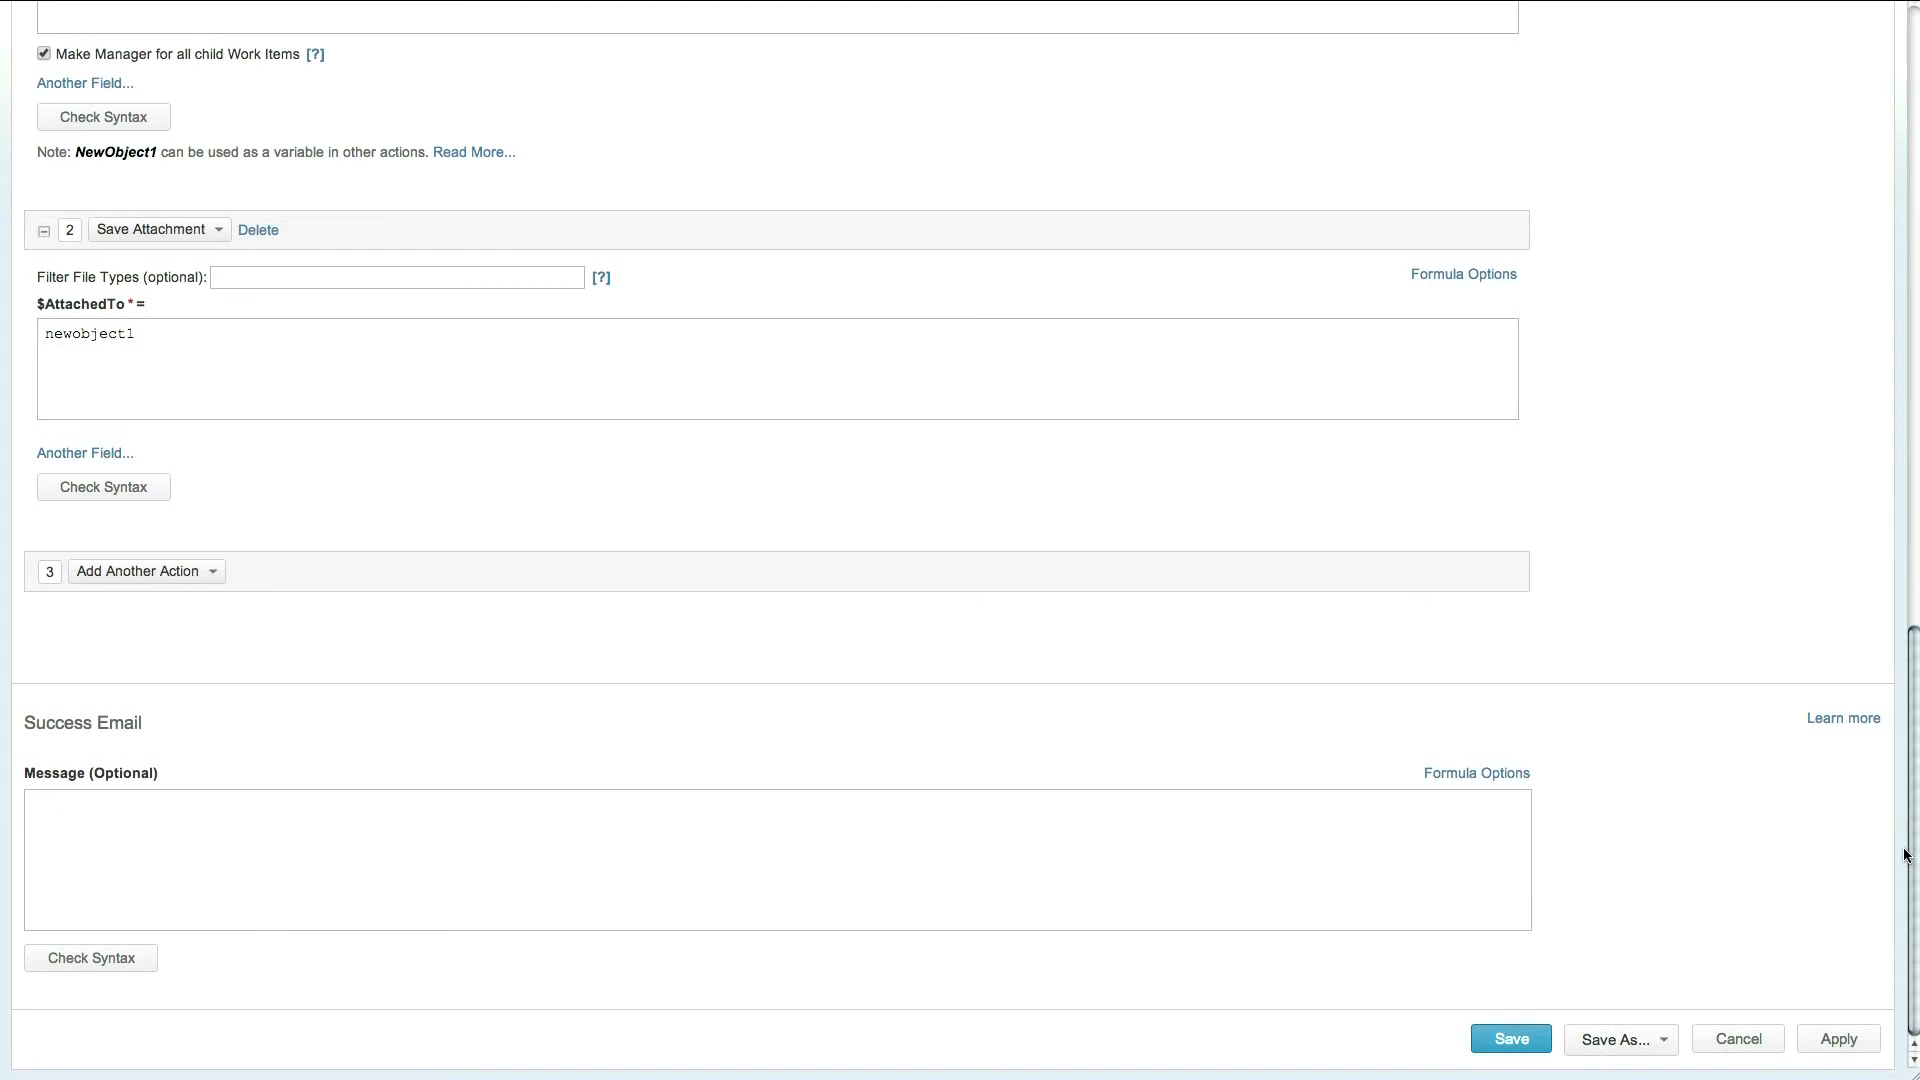 Make Manager for all child Work Items [?]
Another Field...
Check Syntax
Note: NewObject1 can be used as a variable in other actions. Read More...
2 Save Attachment Delete
Filter File Types (optional): [?] Formula Options
$AttachedTo * =
newobject1
Another Field...
Check Syntax
3 Add Another Action
Success Email Learn more
Message (Optional) Formula Options
Check Syntax
Save Save As... Cancel Apply